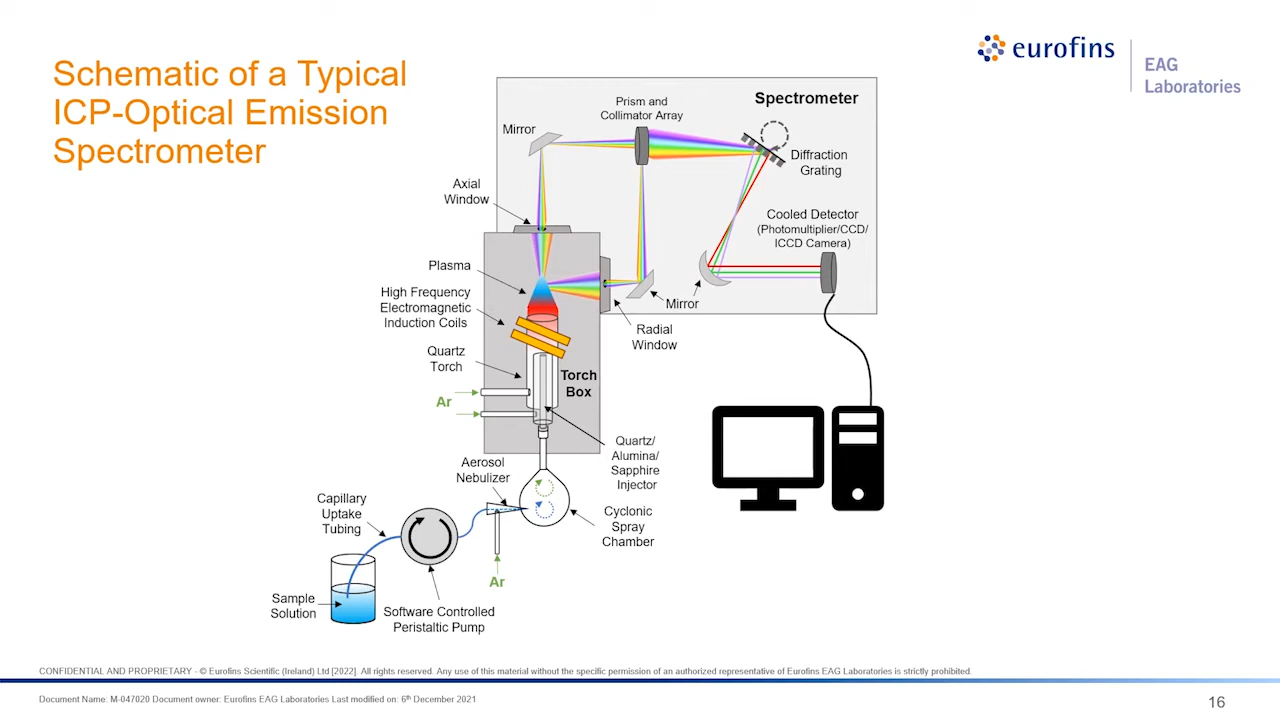 Schematic of a Typical
ICP-Optical Emission
Spectrometer
eurofins
EAG
Laboratories
Spectrometer
Prism and
Collimator Array
Mirror
Diffraction
Grating
Axial
Window
Cooled Detector
(Photomultiplier/CCD/
ICCD Camera)
Plasma
High Frequency
Electromagnetic
Induction Coils
Mirror
Radial
Window
Quartz
Torch
Torch
Box
Ar
Quartz/
Alumina/
Sapphire
Injector
Aerosol
Nebulizer
Capillary
Uptake
Tubing
Cyclonic
Spray
Chamber
Ar
Sample
Solution
Software Controlled
Peristaltic Pump
CONFIDENTIAL AND PROPRIETARY - © Eurofins Scientific (Ireland) Ltd [2022]. All rights reserved. Any use of this material without the specific permission of an authorized representative of Eurofins EAG Laboratories is strictly prohibited.
Document Name: M-047020 Document owner: Eurofins EAG Laboratories Last modified on: 6th December 2021
16